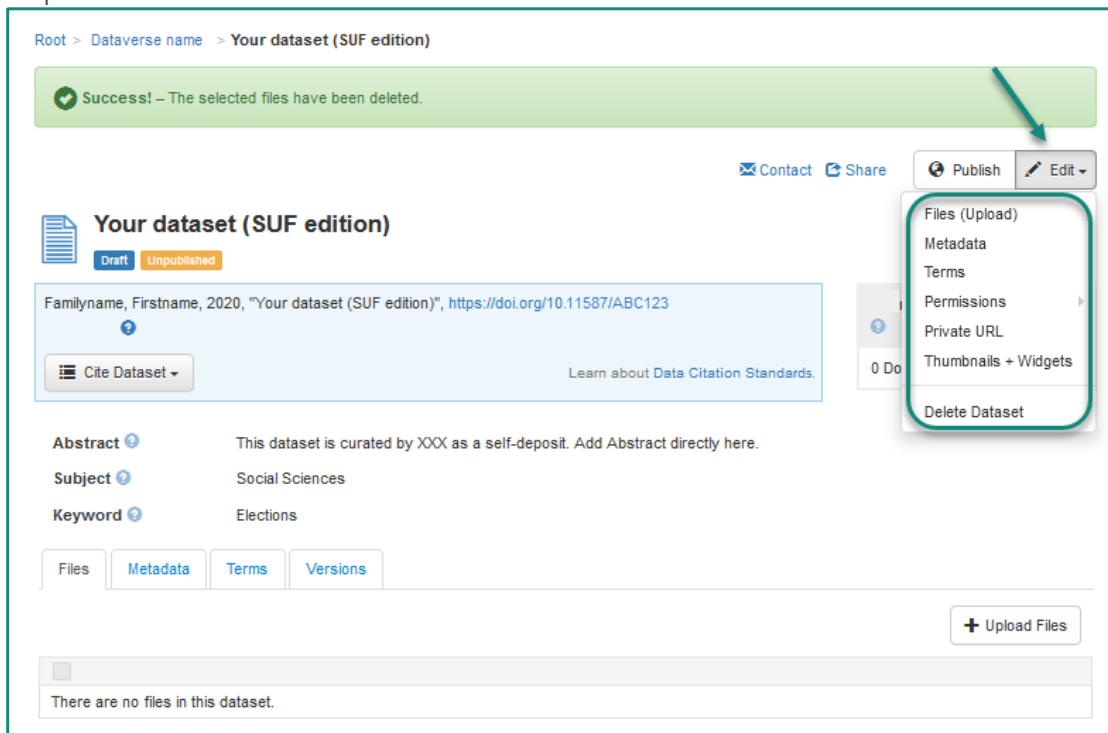 Root > Dataverse name > Your dataset (SUF edition)
Success! – The selected files have been deleted.
Contact Share Publish Edit
Your dataset (SUF edition)
Draft Unpublished
Files (Upload)
Metadata
Terms
Permissions
Private URL
Thumbnails + Widgets
Delete Dataset
Familyname, Firstname, 2020, "Your dataset (SUF edition)", https://doi.org/10.11587/ABC123
Cite Dataset
Learn about Data Citation Standards.
0 Do
Abstract This dataset is curated by XXX as a self-deposit. Add Abstract directly here.
Subject Social Sciences
Keyword Elections
Files Metadata Terms Versions
+ Upload Files
There are no files in this dataset.